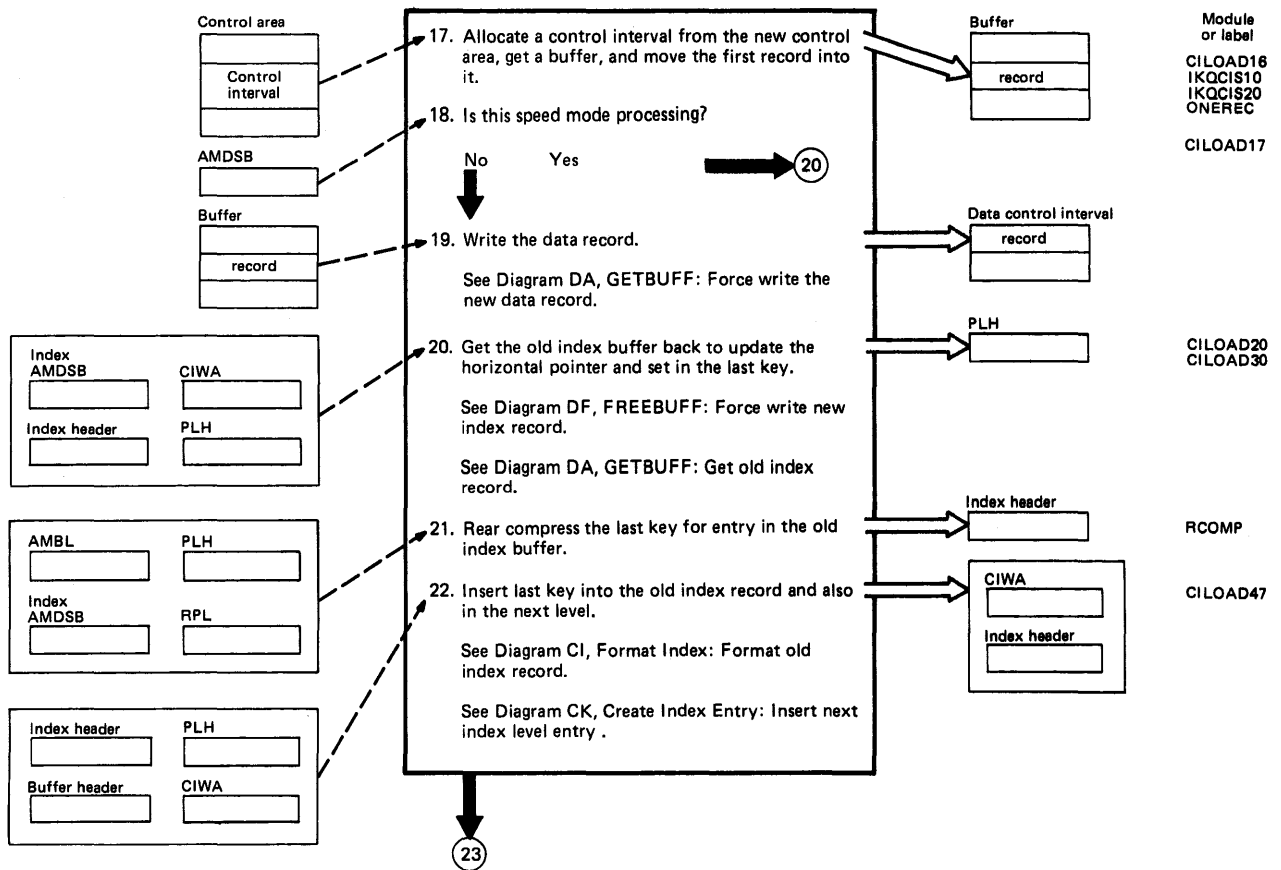 Control area
Control
interval
AMDSB
Buffer
record
Index
AMDSB
CIWA
Index header
PLH
AMBL
PLH
Index
AMDSB
RPL
Index header
PLH
Buffer header
CIWA
17. Allocate a control interval from the new control
area, get a buffer, and move the first record into
it.
18. Is this speed mode processing?
No Yes
20
19. Write the data record.
See Diagram DA, GETBUFF: Force write the
new data record.
20. Get the old index buffer back to update the
horizontal pointer and set in the last key.
See Diagram DF, FREEBUFF: Force write new
index record.
See Diagram DA, GETBUFF: Get old index
record.
21. Rear compress the last key for entry in the old
index buffer.
22. Insert last key into the old index record and also
in the next level.
See Diagram CI, Format Index: Format old
index record.
See Diagram CK, Create Index Entry: Insert next
index level entry .
23
Buffer
record
Data control interval
record
PLH
Index header
CIWA
Index header
Module
or label
CILOAD16
IKQCIS10
IKQCIS20
ONEREC
CILOAD17
CILOAD20
CILOAD30
RCOMP
CILOAD47